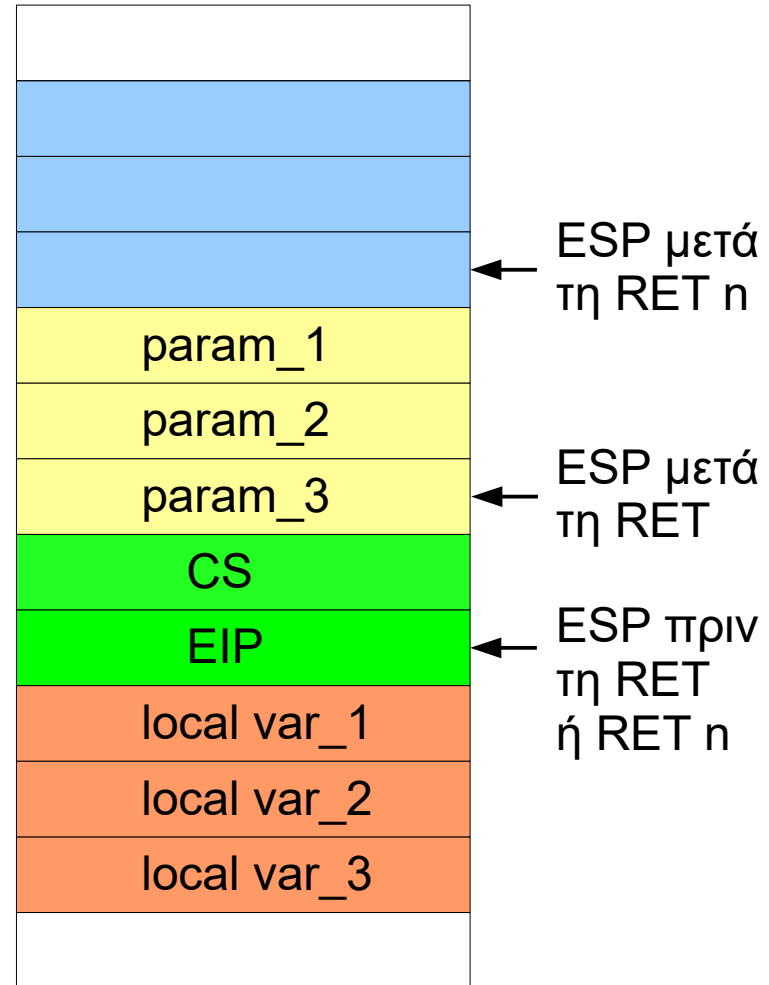 ESP μετά
τη RET n
param_1
param_2
ESP μετά
τη RET
param_3
CS
ESP πριν
τη RET
ή RET n
EIP
local var_1
local var_2
local var_3